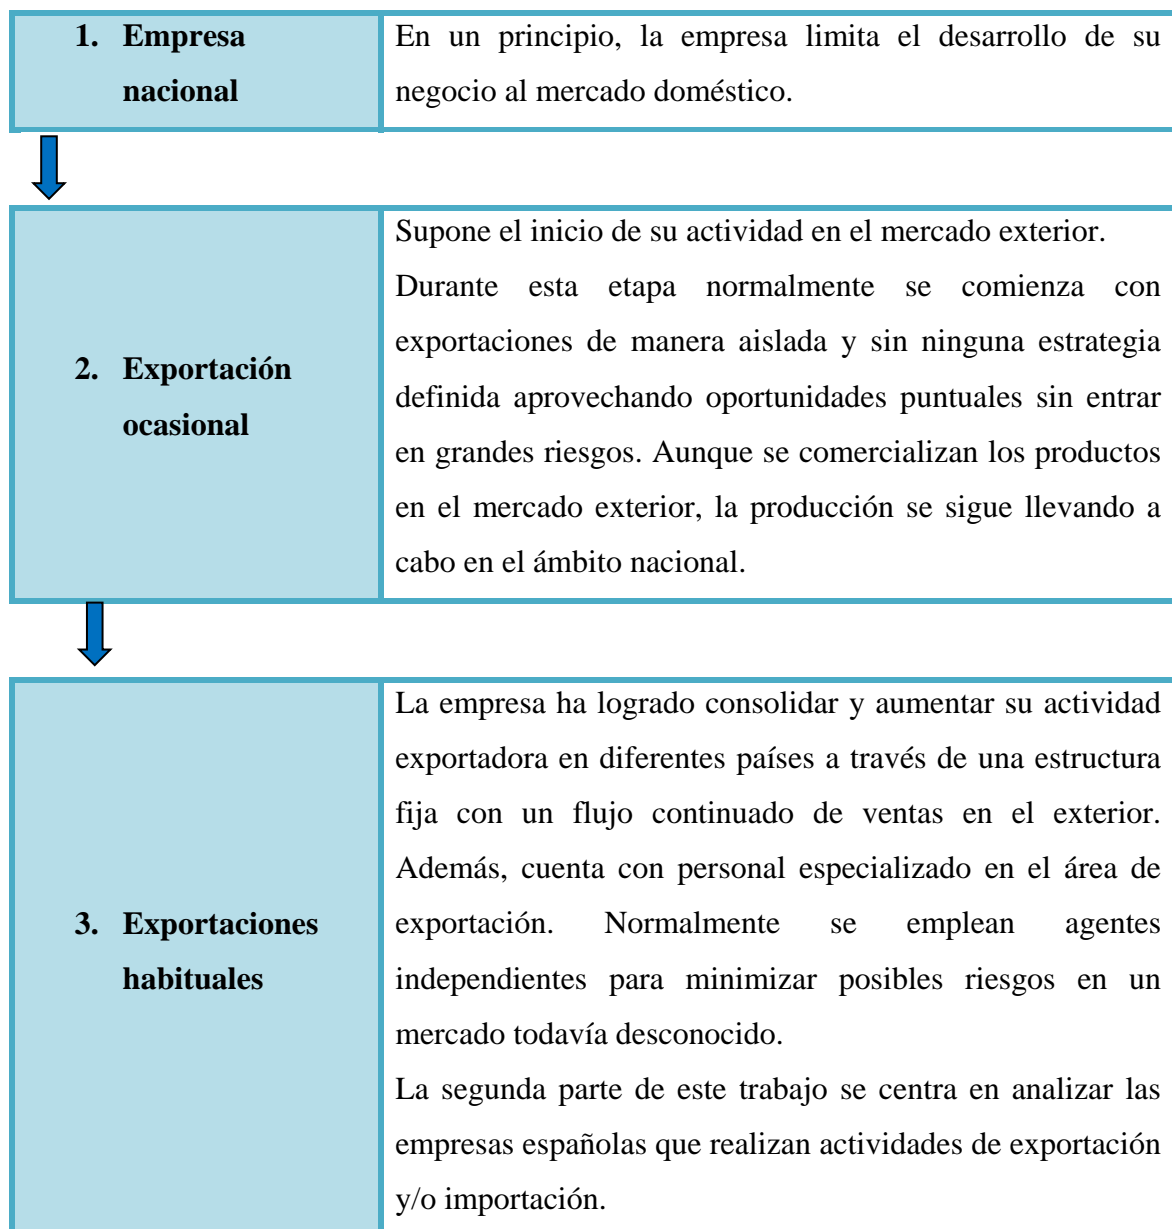 1. Empresa
nacional
En un principio, la empresa limita el desarrollo de su
negocio al mercado doméstico.
2. Exportación
ocasional
Supone el inicio de su actividad en el mercado exterior.
Durante esta etapa normalmente se comienza con
exportaciones de manera aislada y sin ninguna estrategia
definida aprovechando oportunidades puntuales sin entrar
en grandes riesgos. Aunque se comercializan los productos
en el mercado exterior, la producción se sigue llevando a
cabo en el ámbito nacional.
3. Exportaciones
habituales
La empresa ha logrado consolidar y aumentar su actividad
exportadora en diferentes países a través de una estructura
fija con un flujo continuado de ventas en el exterior.
Además, cuenta con personal especializado en el área de
exportación. Normalmente se emplean agentes
independientes para minimizar posibles riesgos en un
mercado todavía desconocido.
La segunda parte de este trabajo se centra en analizar las
empresas españolas que realizan actividades de exportación
y/o importación.